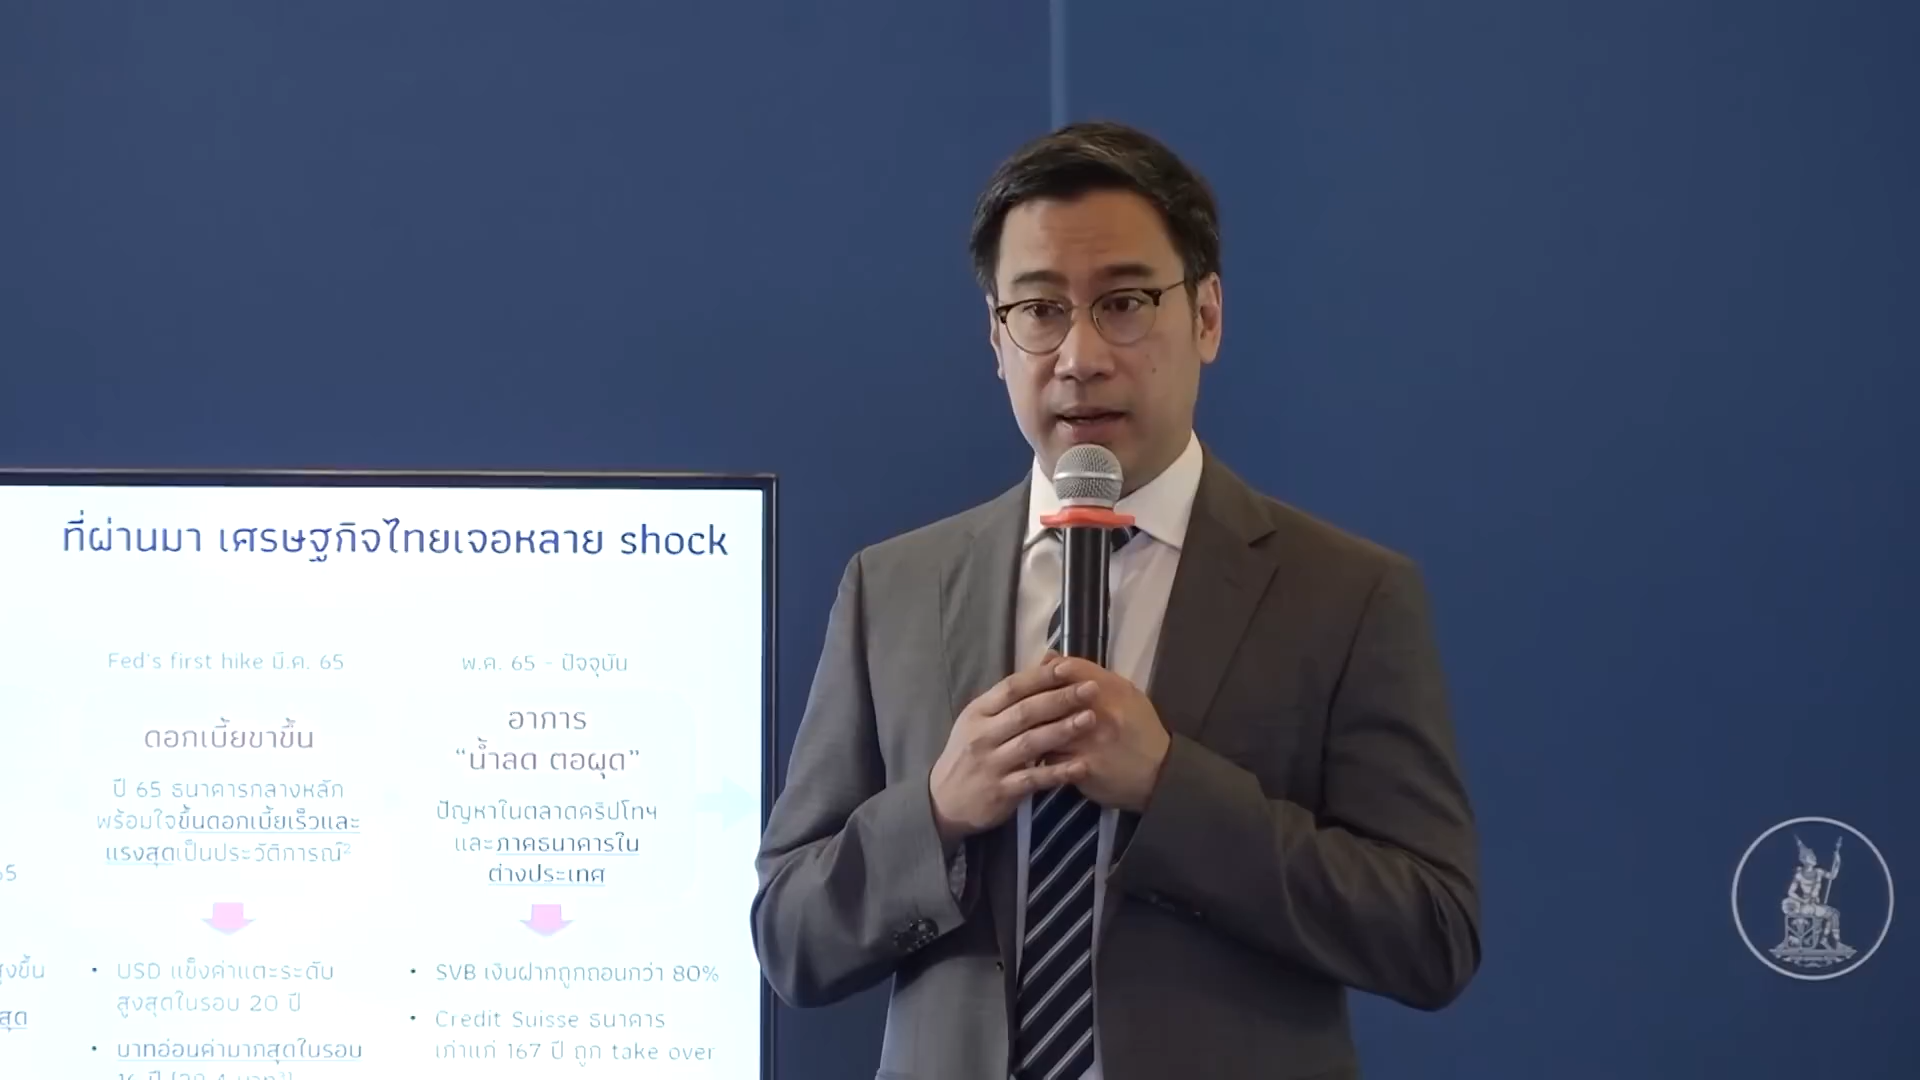 ที่ผ่านมา เศรษฐกิจไทยเจอหลาย shock
Fed's first hike มี.ค. 65
ดอกเบี้ยขาขึ้น
ปี 65 ธนาคารกลางหลัก
พร้อมใจขึ้นดอกเบี้ยเร็วและ
แรงสุดเป็นประวัติการณ์²
• USD แข็งค่าแตะระดับ
สูงสุดในรอบ 20 ปี
• บาทอ่อนค่ามากสุดในรอบ
พ.ค. 65 - ปัจจุบัน
อาการ
“น้ำลด ตอผุด”
ปัญหาในตลาดคริปโทฯ
และภาคธนาคารใน
ต่างประเทศ
• SVB เงินฝากถูกถอนกว่า 80%
• Credit Suisse ธนาคาร
เก่าแก่ 167 ปี ถูก take over